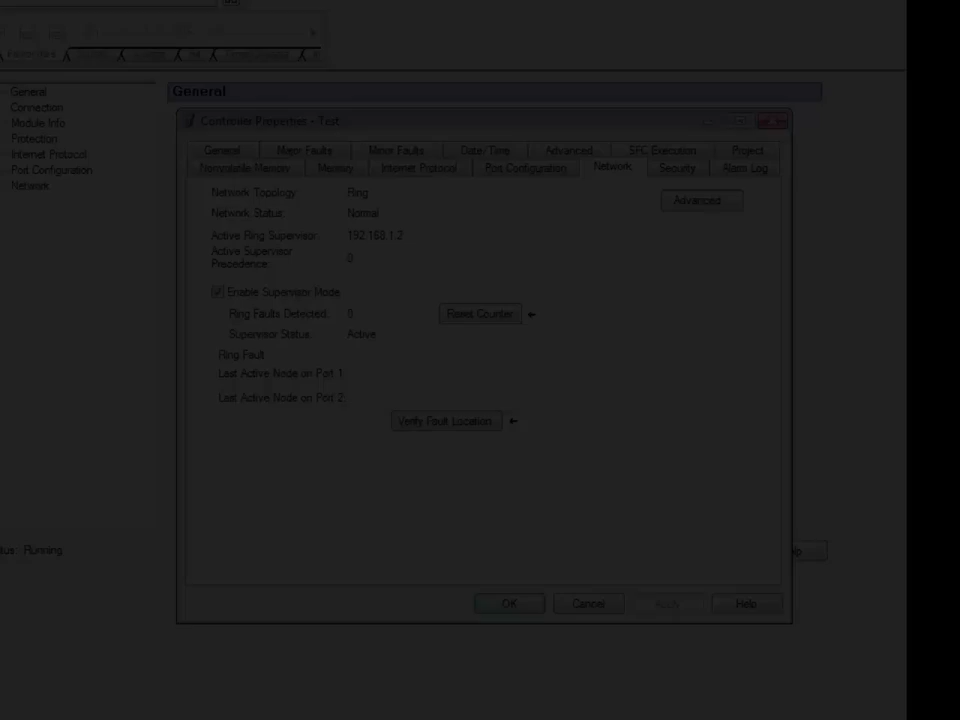 General
Connection
Module Info
Protection
Internet Protocol
Port Configuration
Network
General
Controller Properties - Test
General Major Faults Minor Faults Date/Time Advanced SFC Execution Project
Nonvolatile Memory Memory Internet Protocol Port Configuration Network Security Alarm Log
Network Topology: Ring
Network Status: Normal
Advanced
Active Ring Supervisor: 192.168.1.2
Active Supervisor
Precedence: 0
Enable Supervisor Mode
Ring Faults Detected: 0 Reset Counter
Supervisor Status: Active
Ring Fault
Last Active Node on Port 1:
Last Active Node on Port 2:
Verify Fault Location
Running
OK Cancel Apply Help